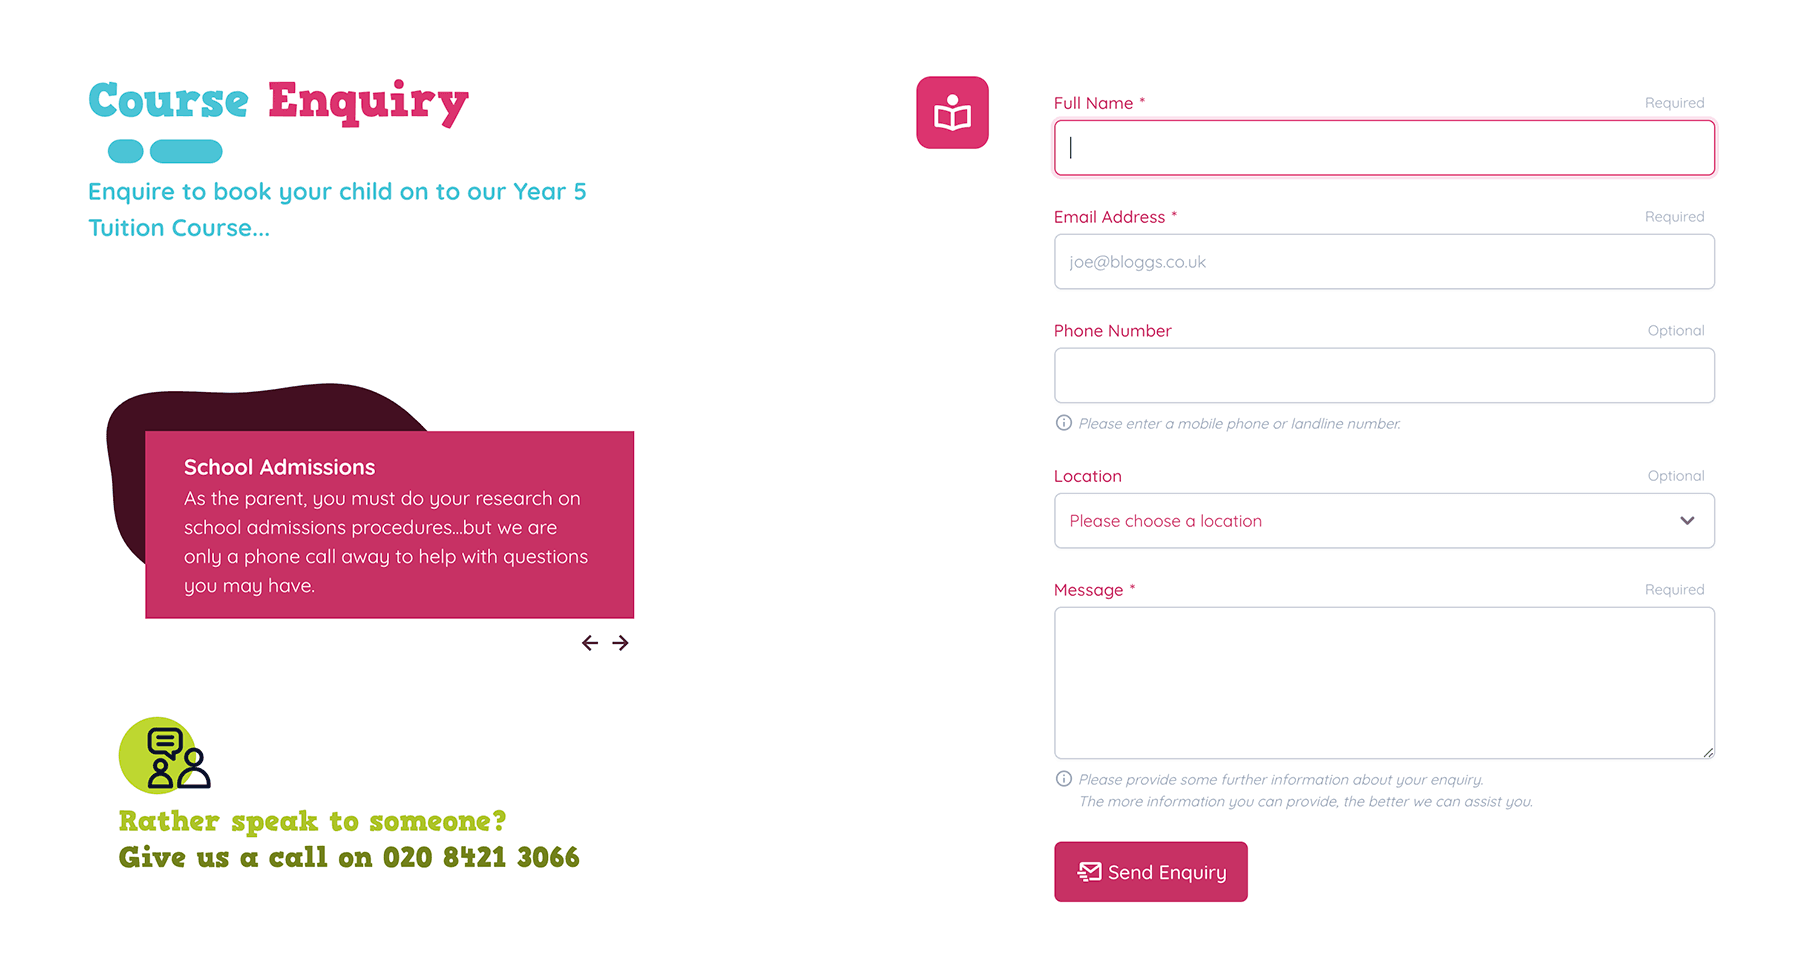 Course Enquiry
Enquire to book your child on to our Year 5
Tuition Course...
School Admissions
As the parent, you must do your research on
school admissions procedures...but we are
only a phone call away to help with questions
you may have.
Rather speak to someone?
Give us a call on 020 8421 3066
Full Name *
Required
Email Address *
Required
joe@bloggs.co.uk
Phone Number
Optional
Please enter a mobile phone or landline number.
Location
Optional
Please choose a location
Message *
Required
Please provide some further information about your enquiry.
The more information you can provide, the better we can assist you.
Send Enquiry